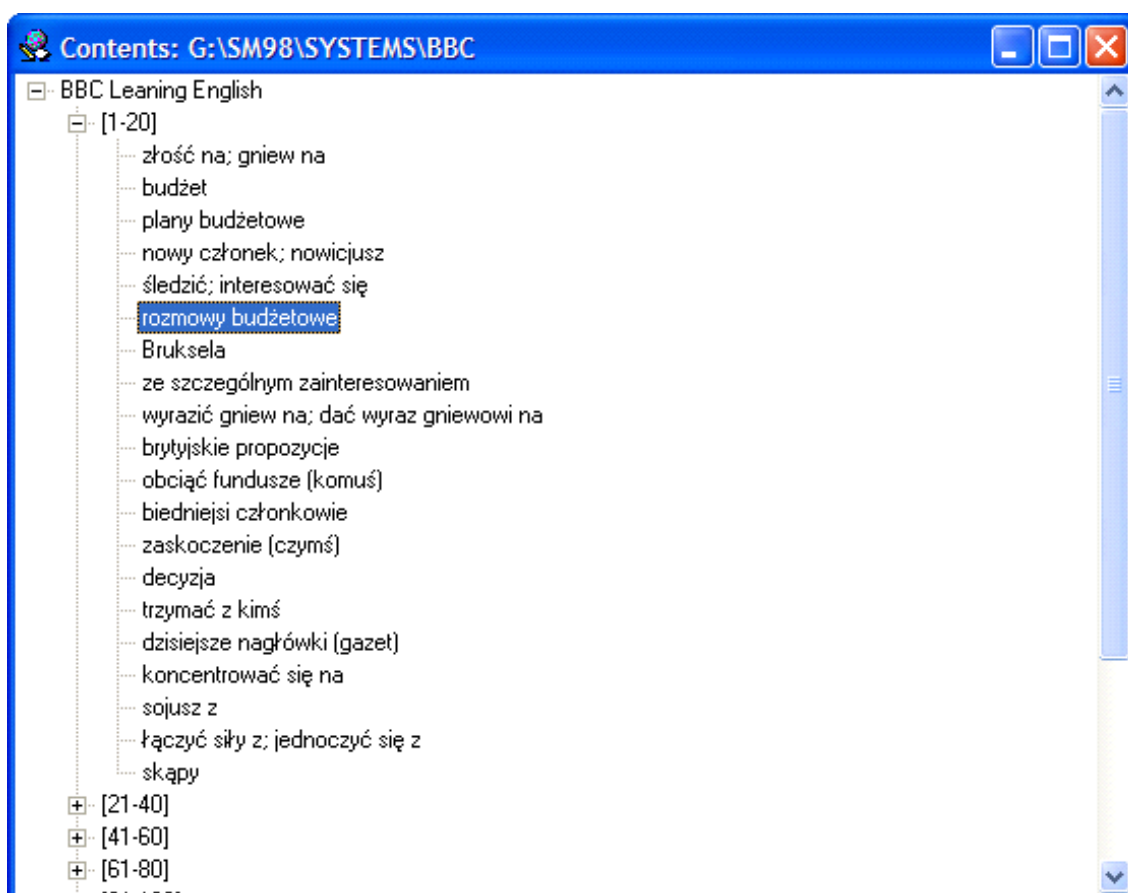 Contents: G:\SM98\SYSTEMS\BBC
BBC Leaning English
[1-20]
złość na; gniew na
budżet
plany budżetowe
nowy członek; nowicjusz
śledzić; interesować się
rozmowy budżetowe
Bruksela
ze szczególnym zainteresowaniem
wyrazić gniew na; dać wyraz gniewowi na
brytyjskie propozycje
obciąć fundusze (komuś)
biedniejsi członkowie
zaskoczenie (czymś)
decyzja
trzymać z kimś
dzisiejsze nagłówki (gazet)
koncentrować się na
sojusz z
łączyć siły z; jednoczyć się z
skąpy
[21-40]
[41-60]
[61-80]